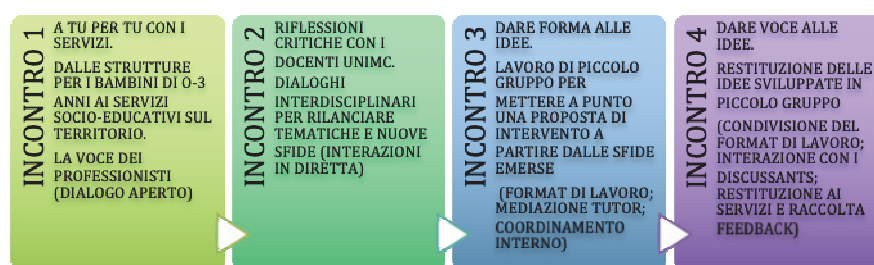 INCONTRO 1
A TU PER TU CON I
SERVIZI.
DALLE STRUTTURE
PER I BAMBINI DI 0-3
ANNI AI SERVIZI
SOCIO-EDUCATIVI SUL
TERRITORIO.
LA VOCE DEI
PROFESSIONISTI
(DIALOGO APERTO)
INCONTRO 2
RIFLESSIONI
CRITICHE CON I
DOCENTI UNIMC.
DIALOGHI
INTERDISCIPLINARI
PER RILANCIARE
TEMATICHE E NUOVE
SFIDE (INTERAZIONI
IN DIRETTA)
INCONTRO 3
DARE FORMA ALLE
IDEE.
LAVORO DI PICCOLO
GRUPPO PER
METTERE A PUNTO
UNA PROPOSTA DI
INTERVENTO A
PARTIRE DALLE SFIDE
EMERSE
(FORMAT DI LAVORO;
MEDIAZIONE TUTOR;
COORDINAMENTO
INTERNO)
INCONTRO 4
DARE VOCE ALLE
IDEE.
RESTITUZIONE DELLE
IDEE SVILUPPATE IN
PICCOLO GRUPPO
(CONDIVISIONE DEL
FORMAT DI LAVORO;
INTERAZIONE CON I
DISCUSSANTS;
RESTITUZIONE AI
SERVIZI E RACCOLTA
FEEDBACK)